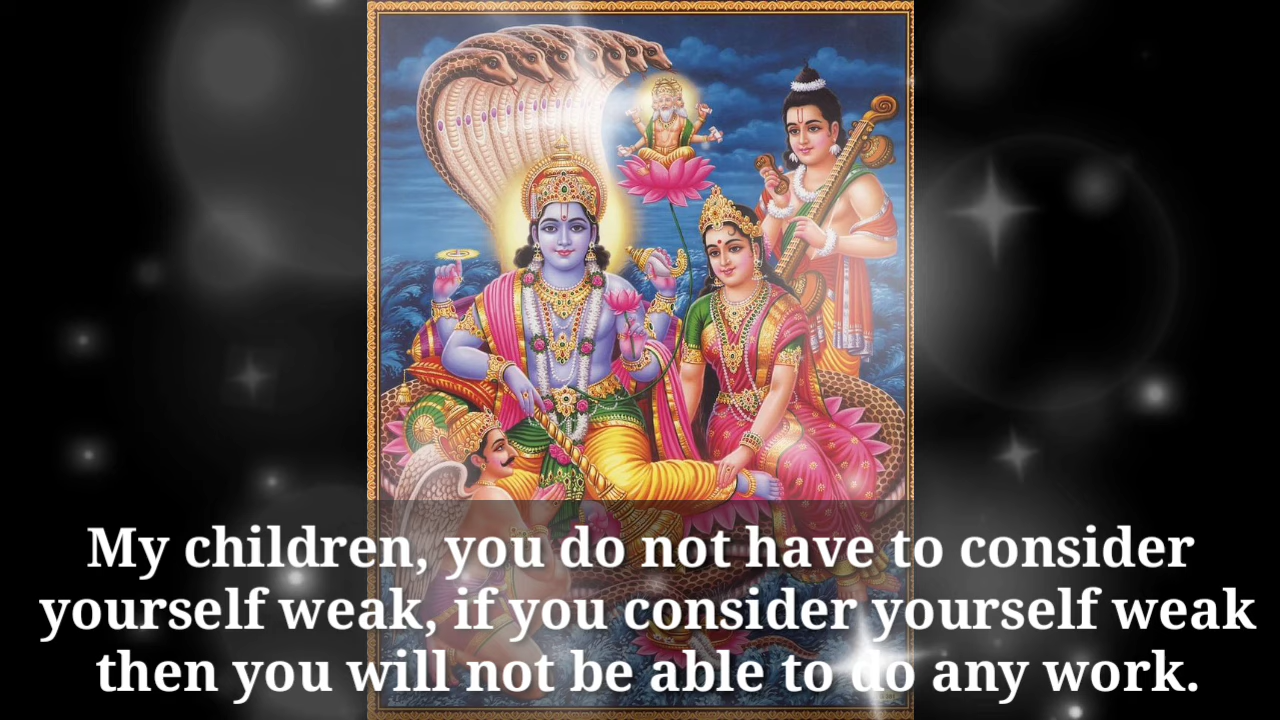 My children, you do not have to consider
yourself weak, if you consider yourself weak
then you will not be able to do any work.